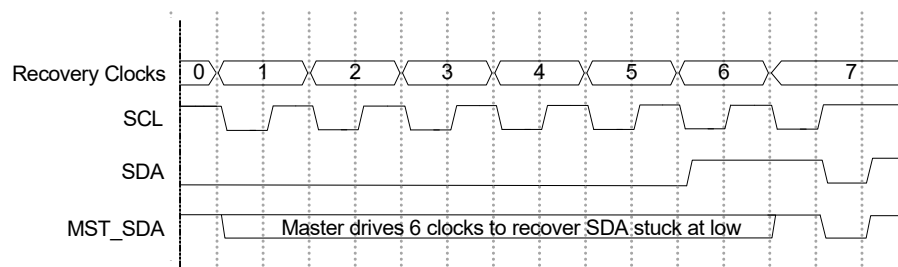 Recovery Clocks 0 1 2 3 4 5 6 7
SCL
SDA
MST_SDA Master drives 6 clocks to recover SDA stuck at low